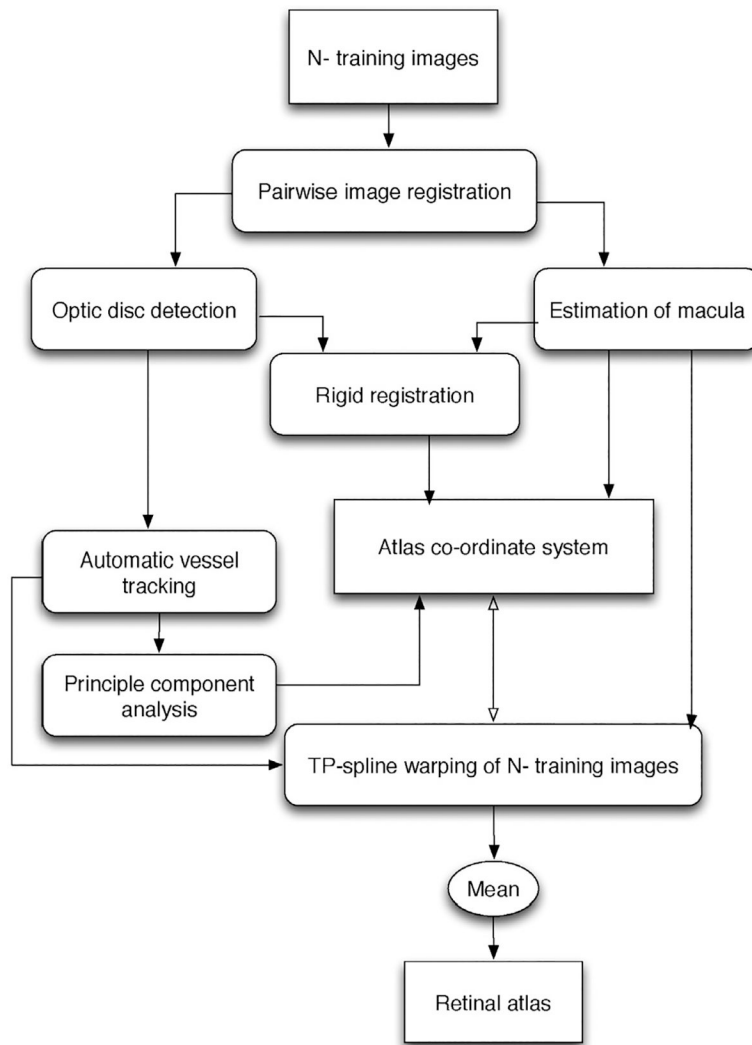 N- training images
Pairwise image registration
Optic disc detection
Estimation of macula
Rigid registration
Atlas co-ordinate system
Automatic vessel
tracking
Principle component
analysis
TP-spline warping of N- training images
Mean
Retinal atlas